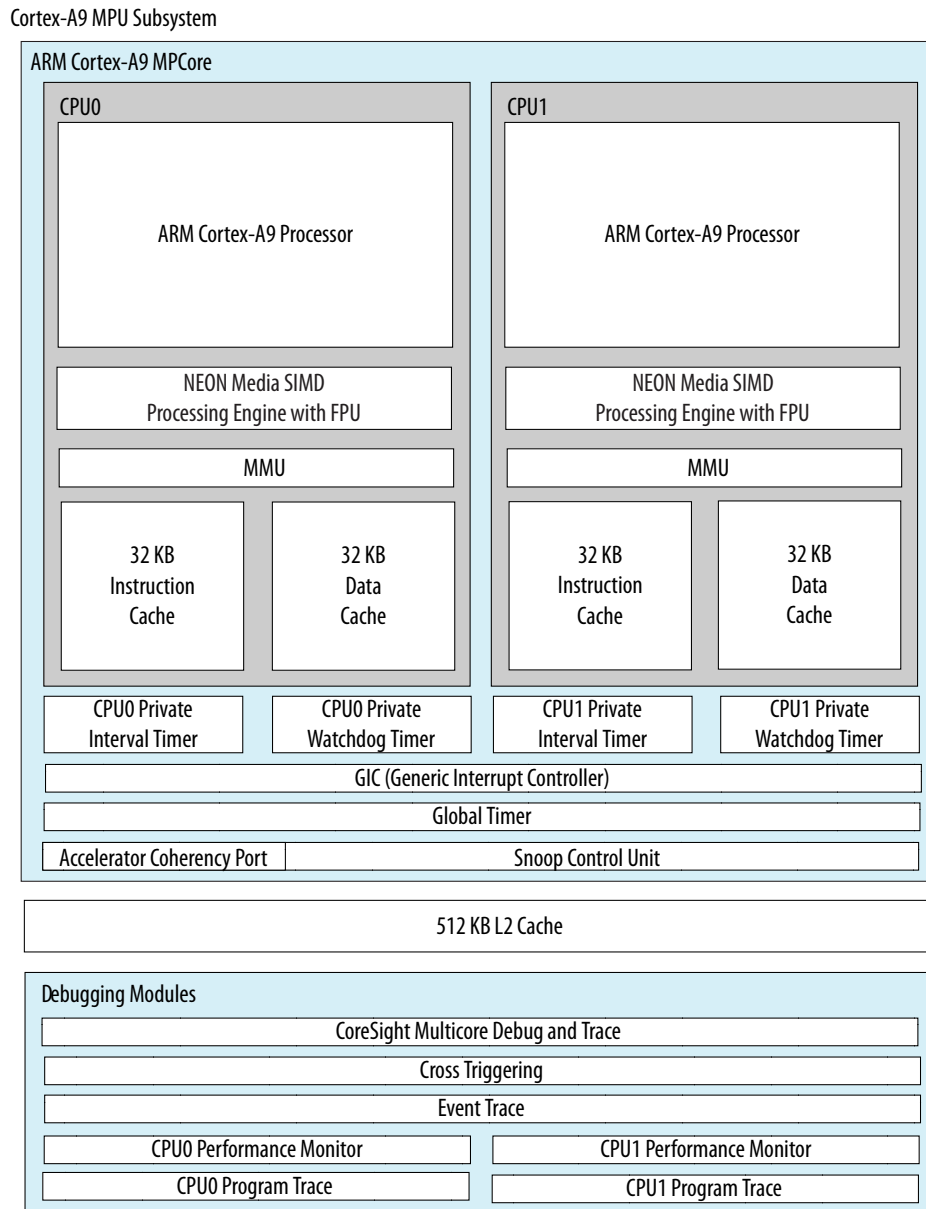 Cortex-A9 MPU Subsystem
ARM Cortex-A9 MPCore
CPU0
CPU1
ARM Cortex-A9 Processor
ARM Cortex-A9 Processor
NEON Media SIMD
Processing Engine with FPU
NEON Media SIMD
Processing Engine with FPU
MMU
MMU
32 KB
Instruction
Cache
32 KB
Data
Cache
32 KB
Instruction
Cache
32 KB
Data
Cache
CPU0 Private
Interval Timer
CPU0 Private
Watchdog Timer
CPU1 Private
Interval Timer
CPU1 Private
Watchdog Timer
GIC (Generic Interrupt Controller)
Global Timer
Accelerator Coherency Port
Snoop Control Unit
512 KB L2 Cache
Debugging Modules
CoreSight Multicore Debug and Trace
Cross Triggering
Event Trace
CPU0 Performance Monitor
CPU1 Performance Monitor
CPU0 Program Trace
CPU1 Program Trace